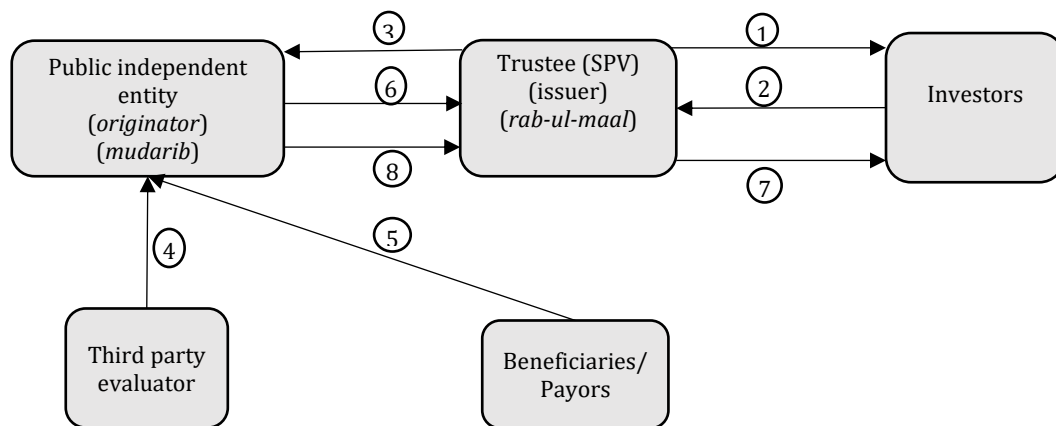 3
1
Public independent
entity
(originator)
(mudarib)
Trustee (SPV)
(issuer)
(rab-ul-maal)
Investors
6
2
8
7
4
5
Third party
evaluator
Beneficiaries/
Payors